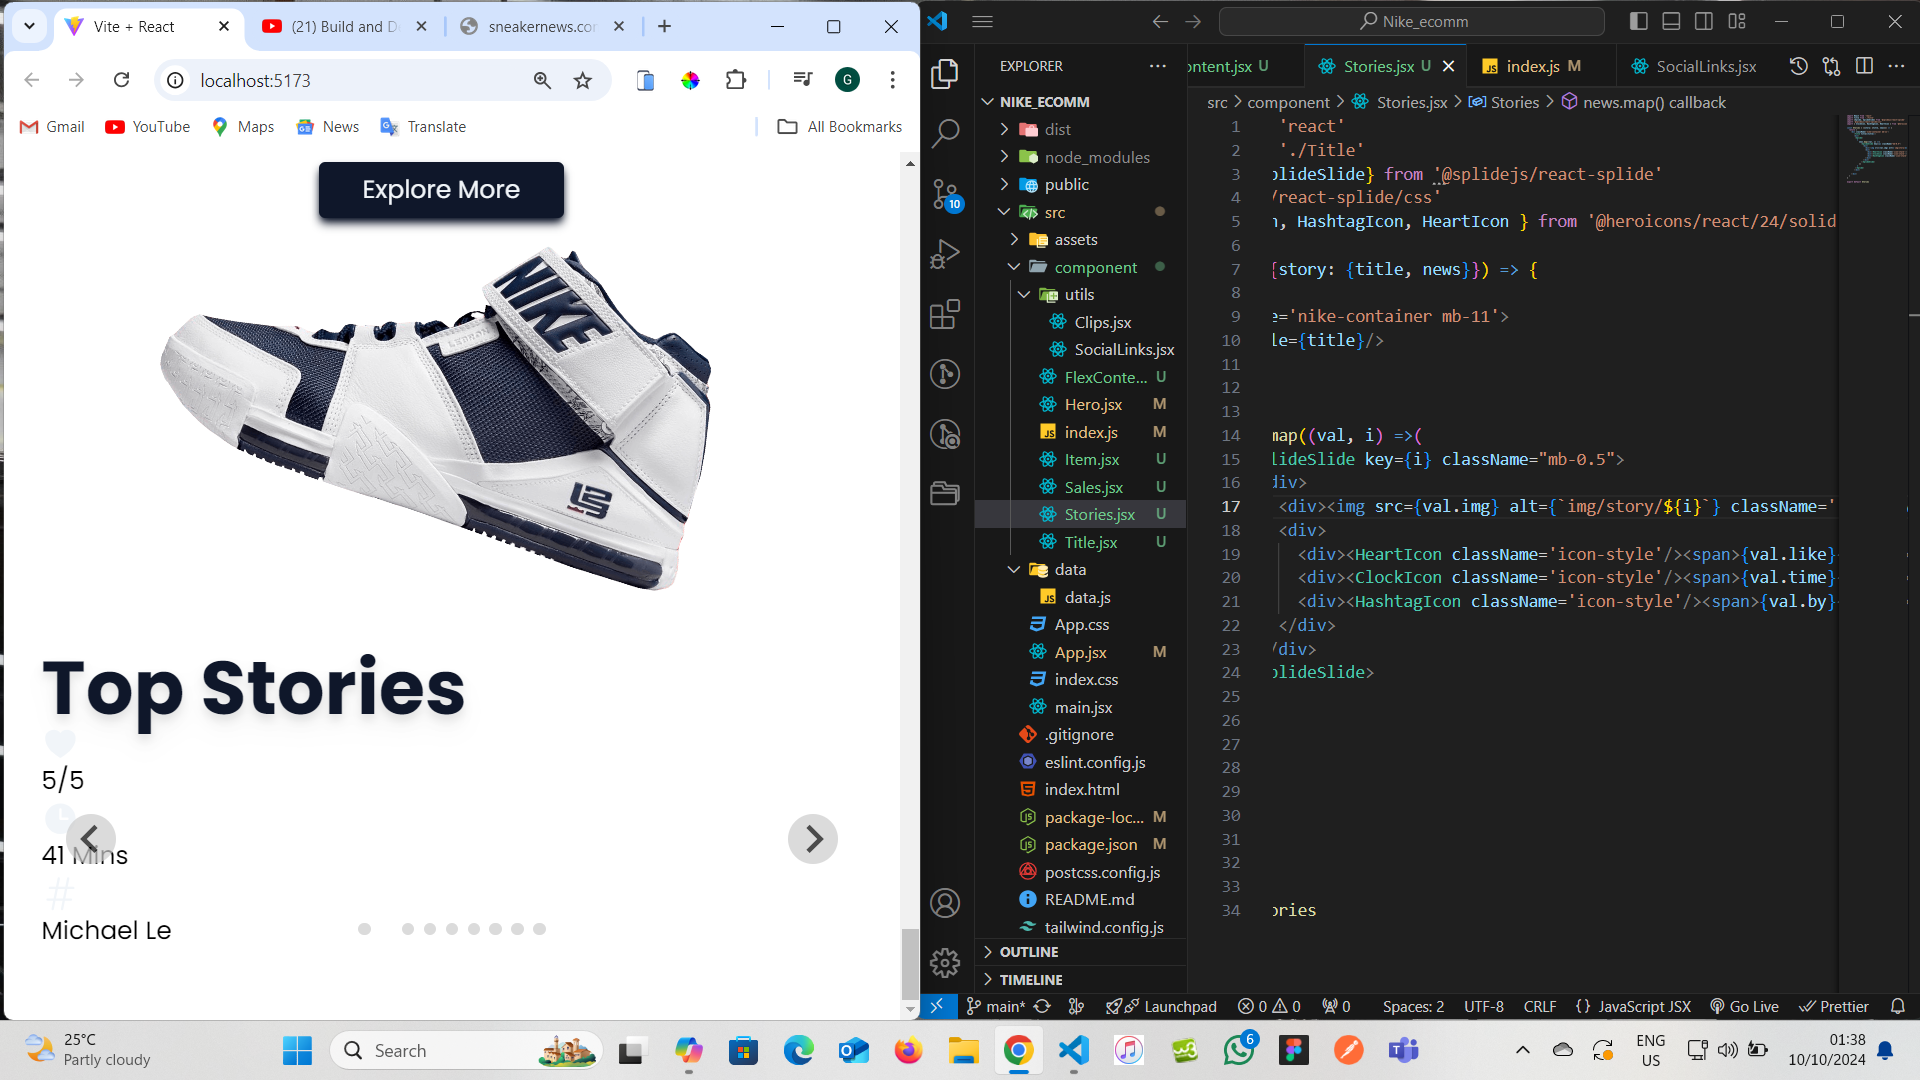 Vite + React
(21) Build and De
sneakernews.cor
Nike_ecomm
localhost:5173
G
Gmail
YouTube
Maps
News
Translate
All Bookmarks
Explore More
NIKE
Top Stories
5/5
41 Mins
Michael Le
EXPLORER
ontent.jsx U
Stories.jsx U
index.js M
SocialLinks.jsx
src > component > Stories.jsx > Stories > news.map() callback
NIKE_ECOMM
dist
node_modules
public
src
assets
component
utils
Clips.jsx
SocialLinks.jsx
FlexConte... U
Hero.jsx M
index.js M
Item.jsx U
Sales.jsx U
Stories.jsx U
Title.jsx U
data
data.js
App.css
App.jsx M
index.css
main.jsx
.gitignore
eslint.config.js
index.html
package-loc... M
package.json M
postcss.config.js
README.md
tailwind.config.js
OUTLINE
TIMELINE
10
1 'react'
2 './Title'
3 plideSlide} from '@splidejs/react-splide'
4 /react-splide/css'
5 n, HashtagIcon, HeartIcon } from '@heroicons/react/24/solid
6
7 {story: {title, news}}) => {
8
9 e='nike-container mb-11'>
10 le={title}/>
11
12
13
14 map((val, i) =>(
15 lideSlide key={i} className="mb-0.5">
16 div>
17 <div><img src={val.img} alt={`img/story/${i}`} className='
18 <div>
19 <div><HeartIcon className='icon-style'/><span>{val.like}
20 <div><ClockIcon className='icon-style'/><span>{val.time}
21 <div><HashtagIcon className='icon-style'/><span>{val.by}
22 </div>
23 /div>
24 plideSlide>
25
26
27
28
29
30
31
32
33
34 ories
main*
Launchpad
0 0
0
Spaces: 2
UTF-8
CRLF
{} JavaScript JSX
Go Live
Prettier
25°C
Partly cloudy
Search
6
ENG
US
01:38
10/10/2024